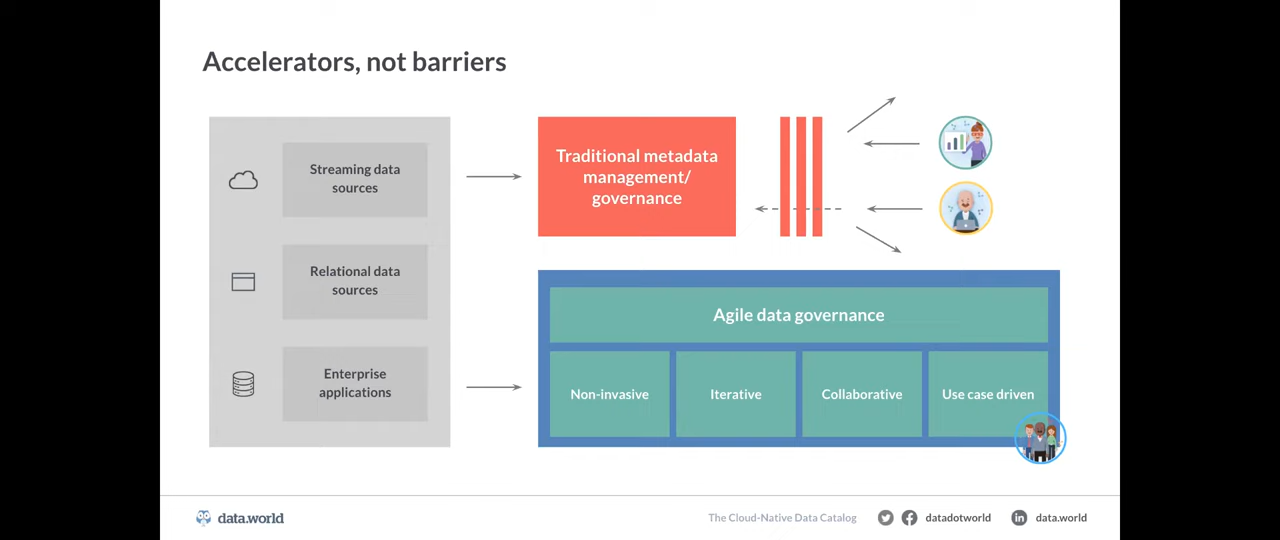 Accelerators, not barriers
Streaming data
sources
Relational data
sources
Enterprise
applications
Traditional metadata
management/
governance
Agile data governance
Non-invasive
Iterative
Collaborative
Use case driven
data.world
The Cloud-Native Data Catalog
datadotworld
data.world